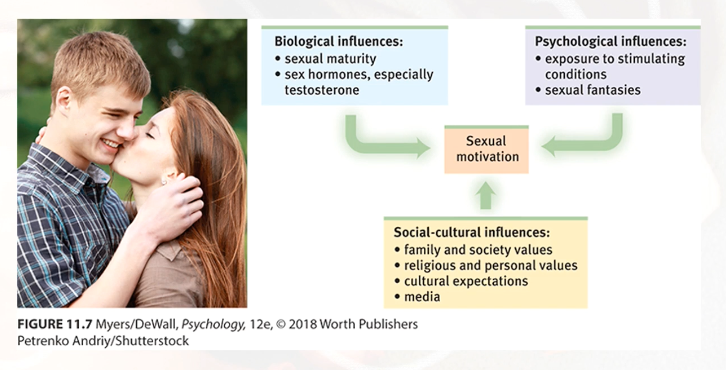 Biological influences:
• sexual maturity
• sex hormones, especially
testosterone
Psychological influences:
• exposure to stimulating
conditions
• sexual fantasies
Sexual
motivation
Social-cultural influences:
• family and society values
• religious and personal values
• cultural expectations
• media
FIGURE 11.7 Myers/DeWall, Psychology, 12e, © 2018 Worth Publishers
Petrenko Andriy/Shutterstock